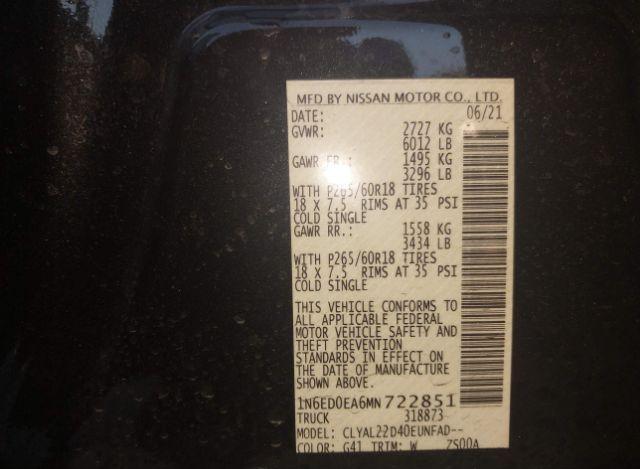 MFD BY NISSAN MOTOR CO., LTD.
DATE: 06/21
GVWR: 2727 KG
6012 LB
GAWR FR.: 1495 KG
3296 LB
WITH P265/60R18 TIRES
18 X 7.5 RIMS AT 35 PSI
COLD SINGLE
GAWR RR.: 1558 KG
3434 LB
WITH P265/60R18 TIRES
18 X 7.5 RIMS AT 35 PSI
COLD SINGLE
THIS VEHICLE CONFORMS TO
ALL APPLICABLE FEDERAL
MOTOR VEHICLE SAFETY AND
THEFT PREVENTION
STANDARDS IN EFFECT ON
THE DATE OF MANUFACTURE
SHOWN ABOVE.
1N6ED0EA6MN722851
TRUCK 318873
MODEL: CLYAL22D40EUNFAD--
COLOR: G41 TRIM: W ZS00A